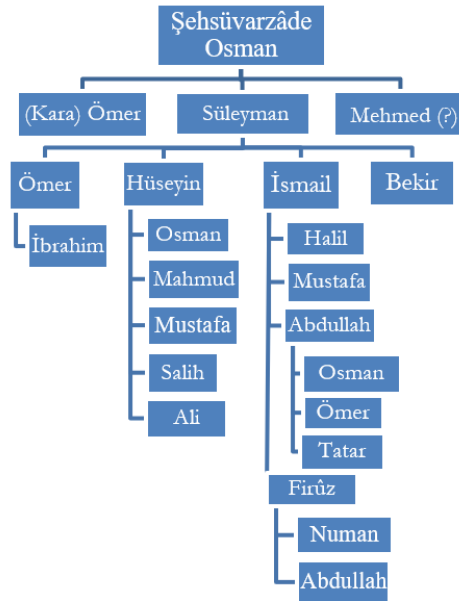 Şehsüvarzâde
Osman
(Kara) Ömer
Süleyman
Mehmed (?)
Ömer
Hüseyin
İsmail
Bekir
İbrahim
Osman
Mahmud
Mustafa
Salih
Ali
Halil
Mustafa
Abdullah
Osman
Ömer
Tatar
Firûz
Numan
Abdullah